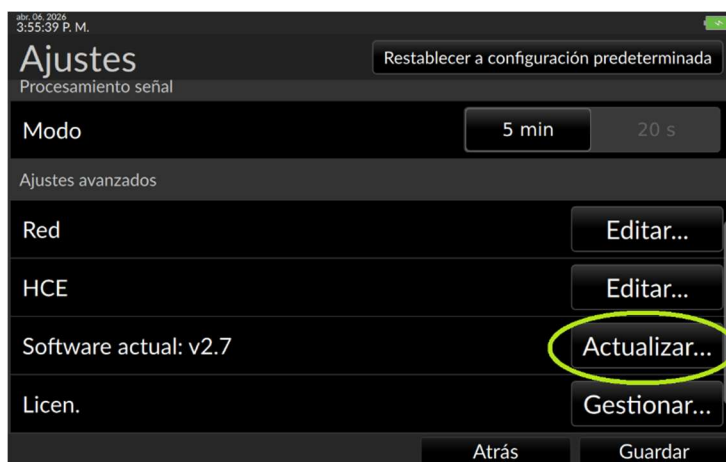 abr. 06, 2026
3:55:39 P. M.
Ajustes
Restablecer a configuración predeterminada
Procesamiento señal
Modo
5 min
20 s
Ajustes avanzados
Red
Editar...
HCE
Editar...
Software actual: v2.7
Actualizar...
Licen.
Gestionar...
Atrás
Guardar